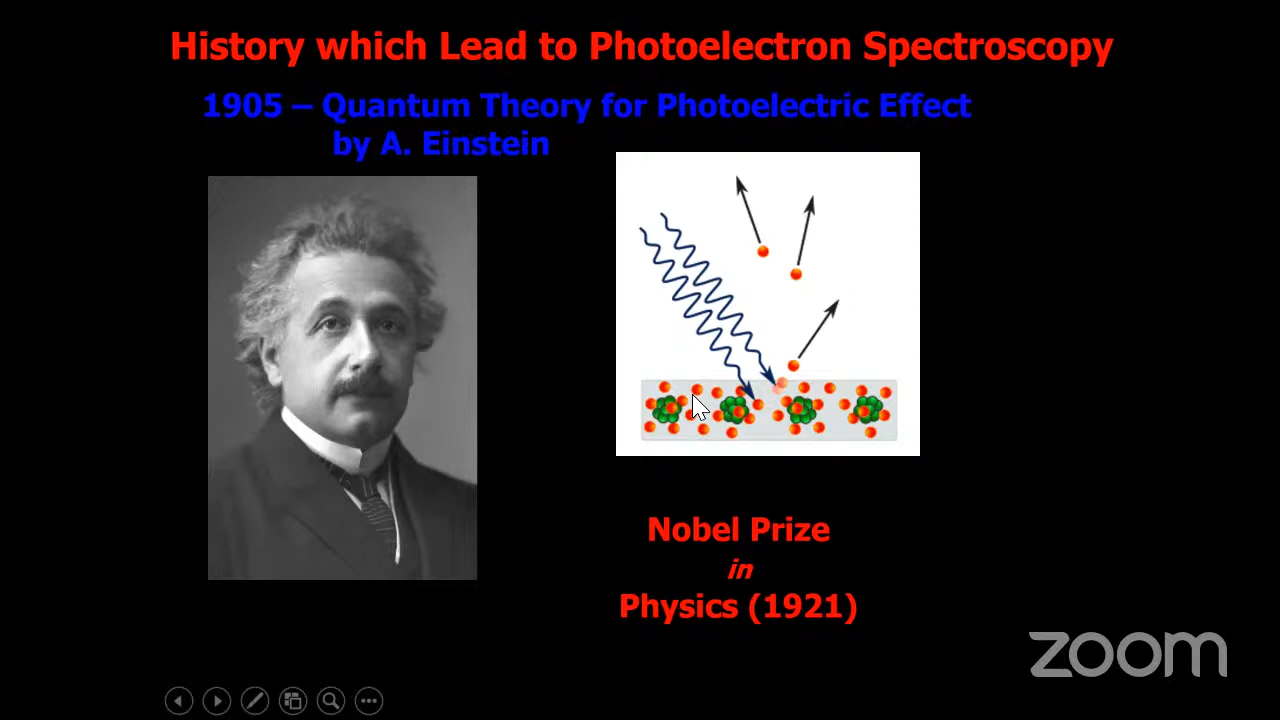 History which Lead to Photoelectron Spectroscopy
1905 – Quantum Theory for Photoelectric Effect
by A. Einstein
Nobel Prize
in
Physics (1921)
zoom